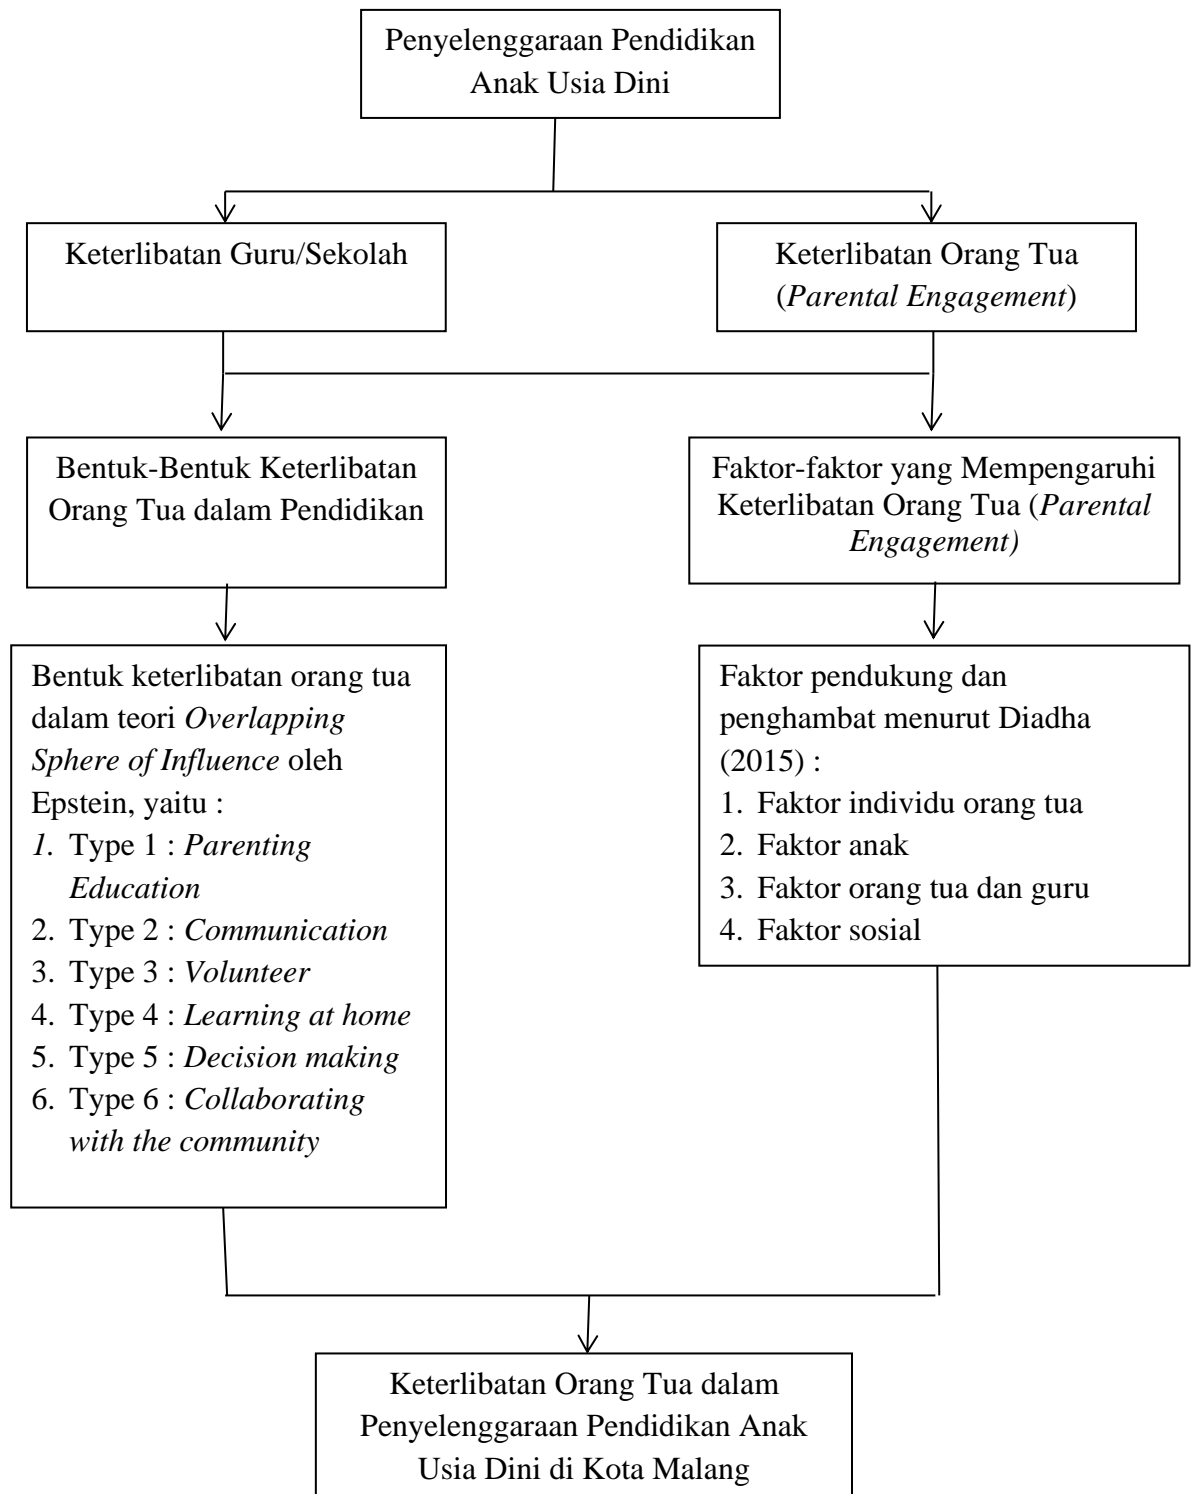 Penyelenggaraan Pendidikan
Anak Usia Dini
Keterlibatan Guru/Sekolah
Keterlibatan Orang Tua
(Parental Engagement)
Bentuk-Bentuk Keterlibatan
Orang Tua dalam Pendidikan
Faktor-faktor yang Mempengaruhi
Keterlibatan Orang Tua (Parental
Engagement)
Bentuk keterlibatan orang tua
dalam teori Overlapping
Sphere of Influence oleh
Epstein, yaitu :
1. Type 1 : Parenting
Education
2. Type 2 : Communication
3. Type 3 : Volunteer
4. Type 4 : Learning at home
5. Type 5 : Decision making
6. Type 6 : Collaborating
with the community
Faktor pendukung dan
penghambat menurut Diadha
(2015) :
1. Faktor individu orang tua
2. Faktor anak
3. Faktor orang tua dan guru
4. Faktor sosial
Keterlibatan Orang Tua dalam
Penyelenggaraan Pendidikan Anak
Usia Dini di Kota Malang